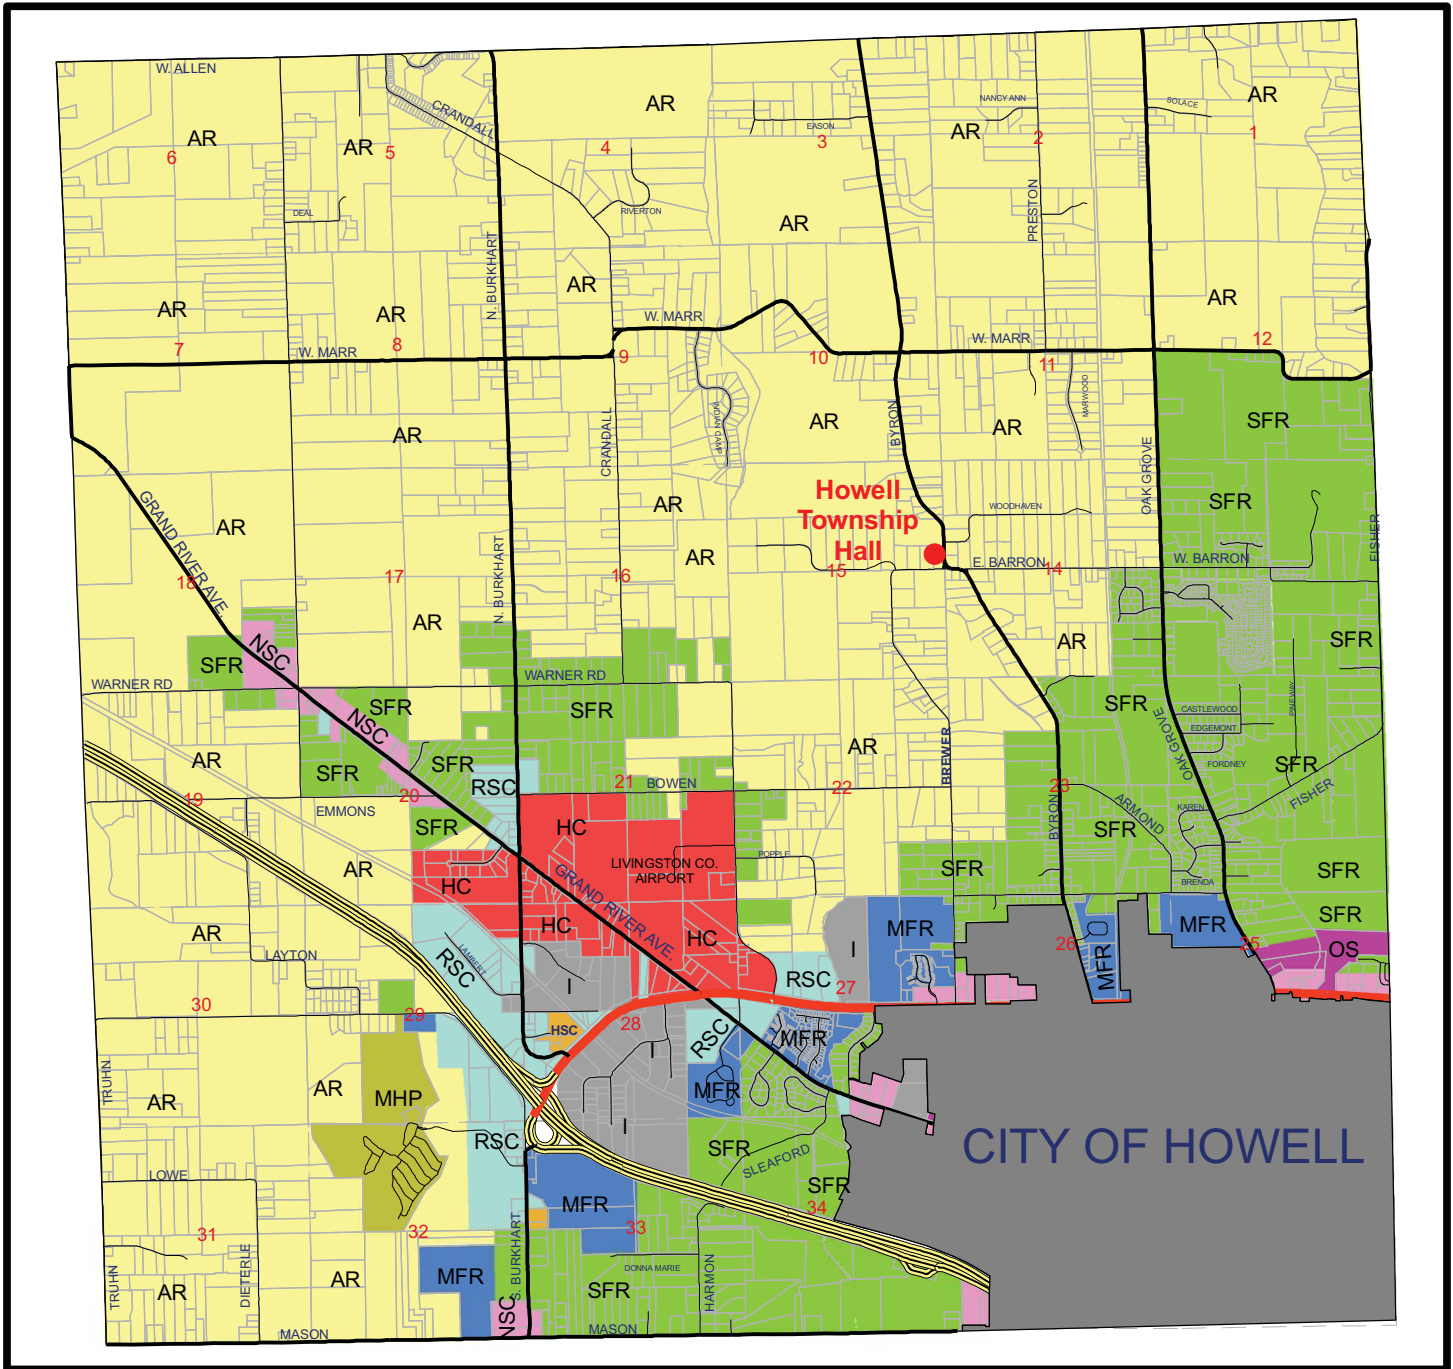 W. ALLEN
CRANDALL
AR
AR
6
AR
5
4
EASON
3
NANCY ANN
AR
2
SOLACE
AR
1
DEAL
RIVERTON
PRESTON
N. BURKHART
AR
AR
AR
AR
AR
W. MARR
W. MARR
7
W. MARR
8
9
10
11
12
INDIAN CAMP
MARWOOD
CRANDALL
BYRON
OAK GROVE
AR
AR
AR
SFR
SFR
FISHER
GRAND RIVER AVE.
AR
AR
Howell
Township
Hall
WOODHAVEN
N. BURKHART
AR
15
E. BARRON
14
W. BARRON
18
17
16
AR
AR
SFR
NSC
SFR
WARNER RD
WARNER RD
NSC
SFR
SFR
SFR
CASTLEWOOD
EDGEMONT
PINEWAY
OAK GROVE
AR
SFR
SFR
RSC
AR
BREWER
FORDNEY
SFR
19
20
21
BOWEN
22
23
FISHER
EMMONS
SFR
HC
BYRON
ARMOND
KAREN
SFR
AR
HC
LIVINGSTON CO.
AIRPORT
POPPLE
SFR
BRENDA
SFR
GRAND RIVER AVE.
HC
HC
AR
LAYTON
RSC
LAMBERT
I
RSC
27
I
MFR
26
MFR
MFR
SFR
25
OS
30
29
HSC
28
I
RSC
MFR
TRUHN
AR
AR
MHP
MFR
I
RSC
SFR
SLEAFORD
CITY OF HOWELL
LOWE
MFR
SFR
34
31
32
33
S. BURKHART
DIETERLE
TRUHN
AR
AR
MFR
NSC
SFR
DONNA MARIE
HARMON
MASON
MASON